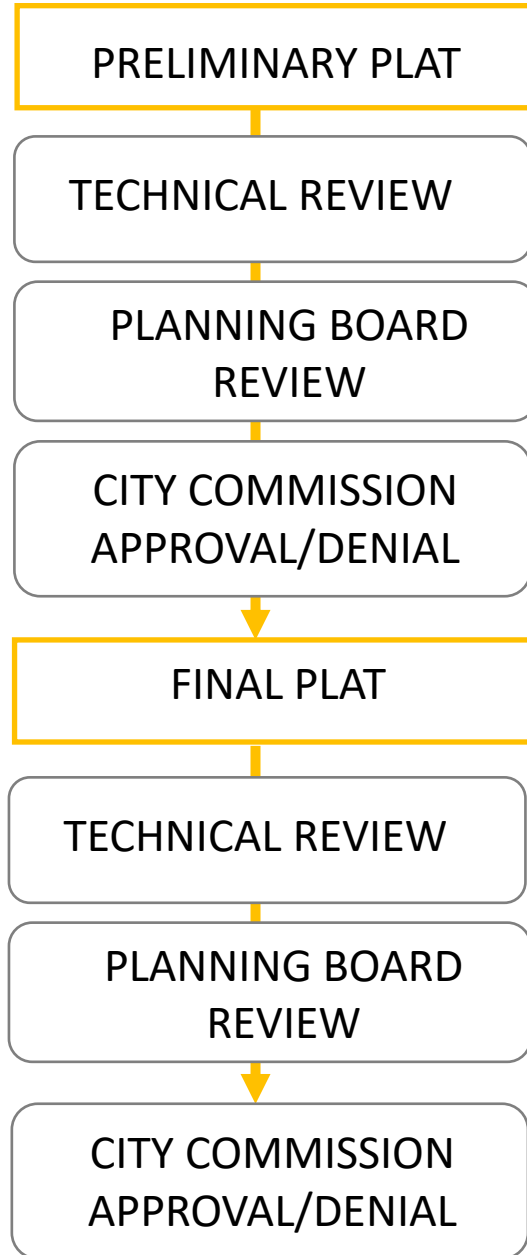 PRELIMINARY PLAT
TECHNICAL REVIEW
PLANNING BOARD
REVIEW
CITY COMMISSION
APPROVAL/DENIAL
FINAL PLAT
TECHNICAL REVIEW
PLANNING BOARD
REVIEW
CITY COMMISSION
APPROVAL/DENIAL